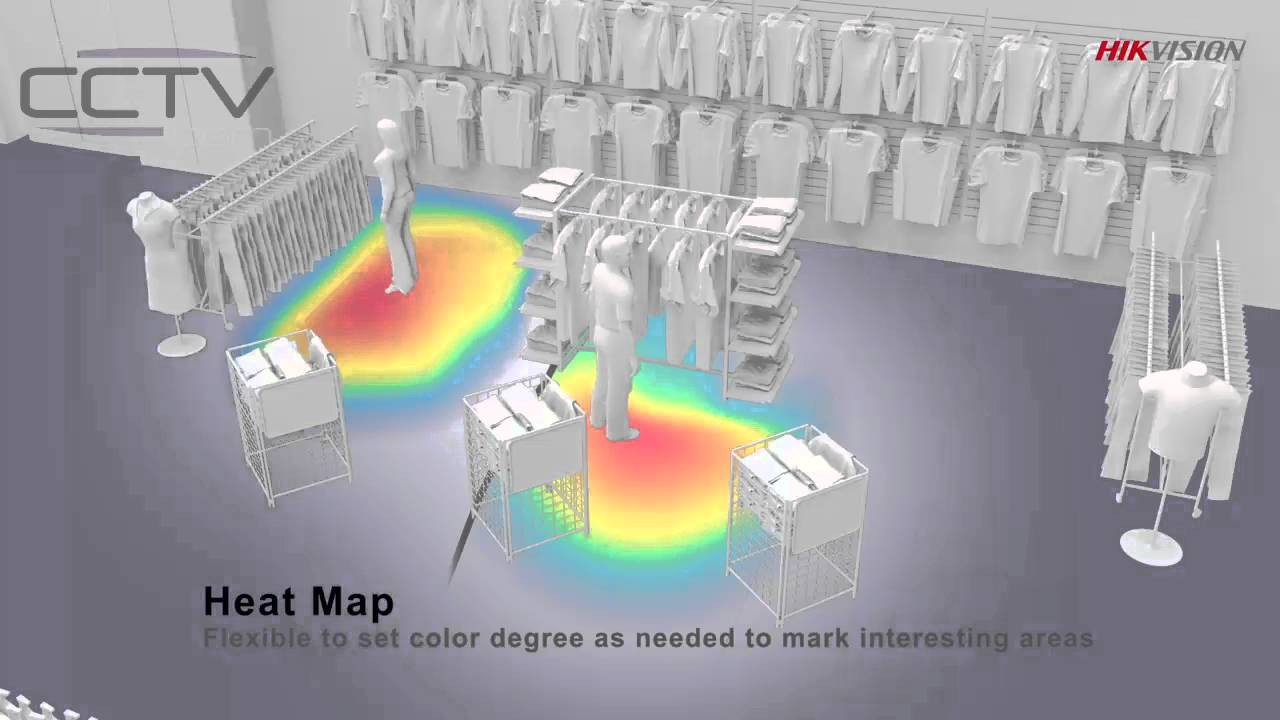 CCTV
HIKVISION
Heat Map
Flexible to set color degree as needed to mark interesting areas